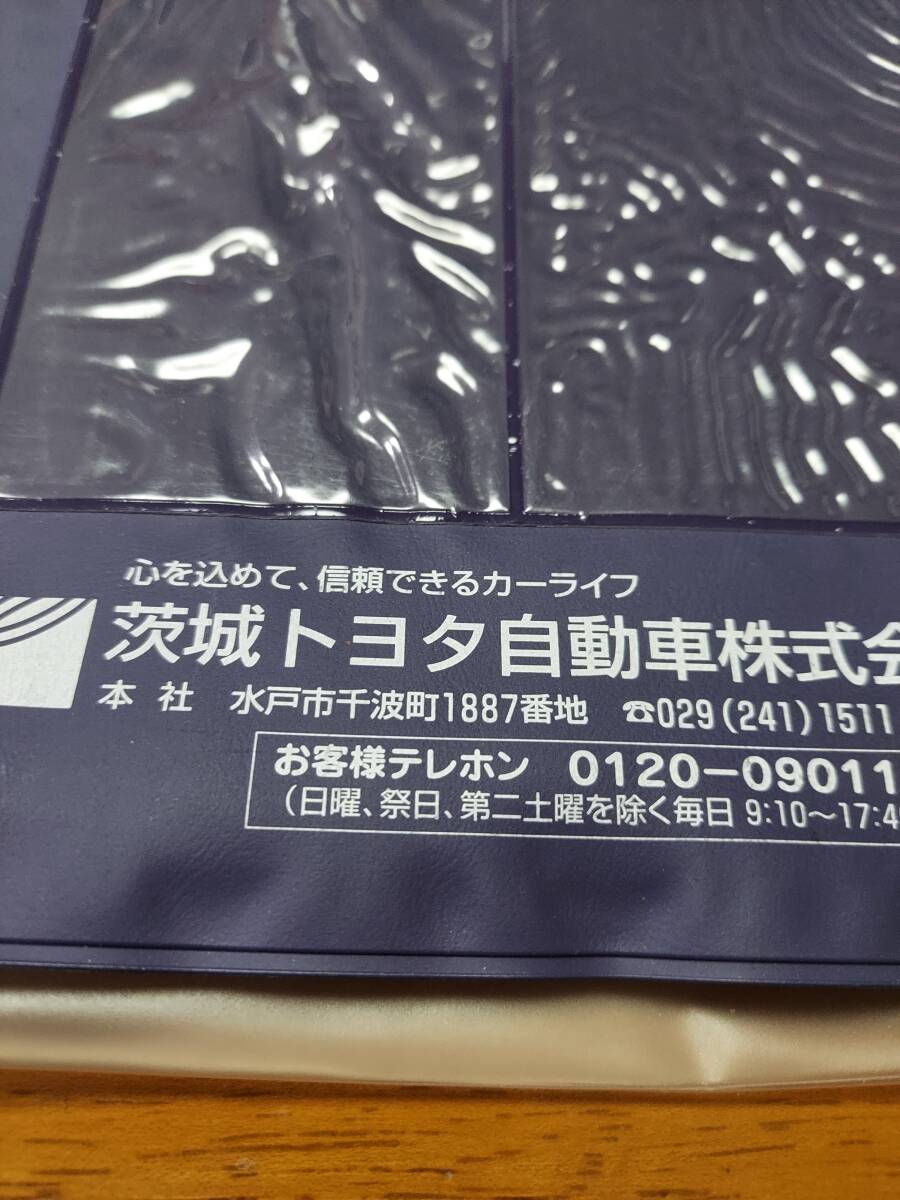 心を込めて、信頼できるカーライフ
茨城トヨタ自動車株式会
本社 水戸市千波町1887番地 ☎029(241)1511
お客様テレホン 0120-09011
(日曜、祭日、第二土曜を除く毎日 9:10〜17:4